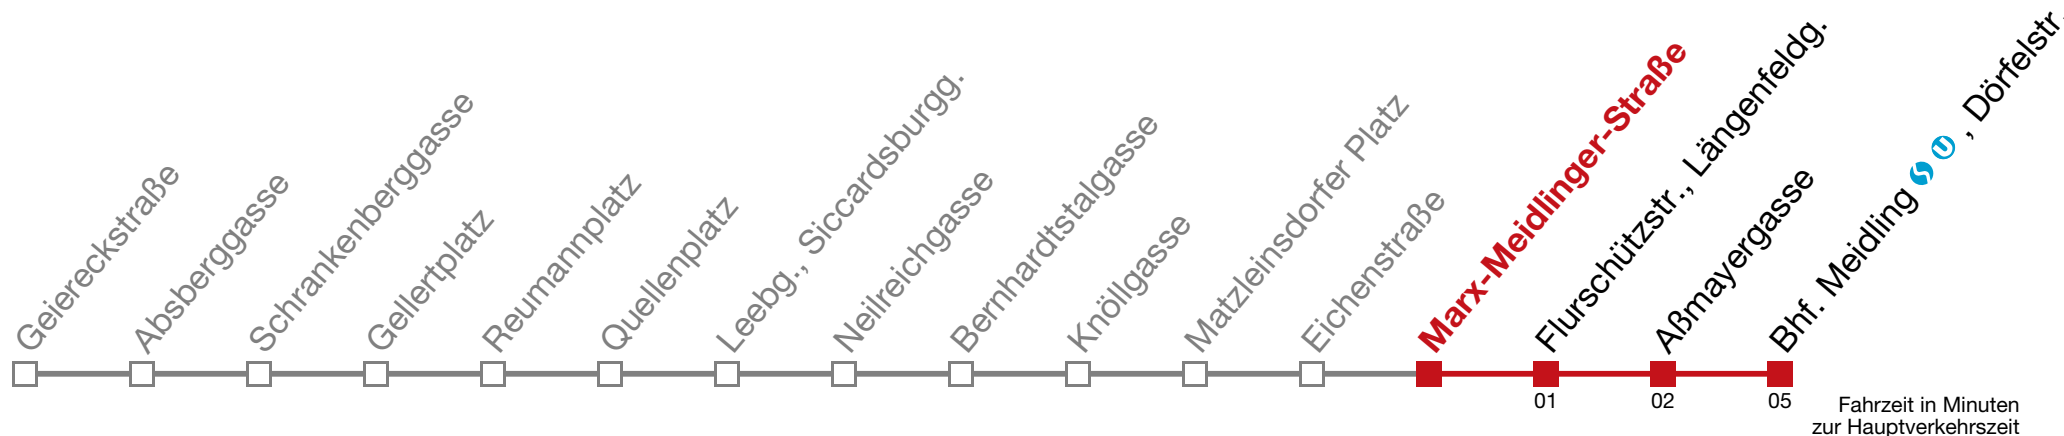 Geiereckstraße
Absberggasse
Schrankenberggasse
Gellertplatz
Reumannplatz
Quellenplatz
Leebg., Siccardsburgg.
Neilreichgasse
Bernhardtstalgasse
Knöllgasse
Matzleinsdorfer Platz
Eichenstraße
Marx-Meidlinger-Straße
Flurschützstr., Längenfeldg.
Aßmayergasse
Bhf. Meidling S U , Dörfelstr.
01
02
05
Fahrzeit in Minuten
zur Hauptverkehrszeit